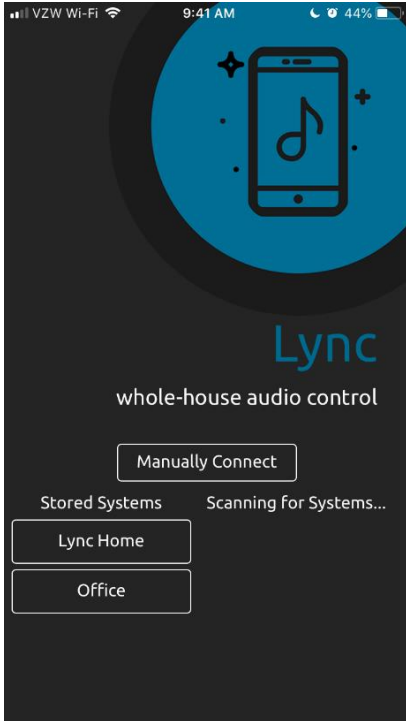 VZW Wi-Fi 9:41 AM 44%
Lync
whole-house audio control
Manually Connect
Stored Systems Scanning for Systems...
Lync Home
Office